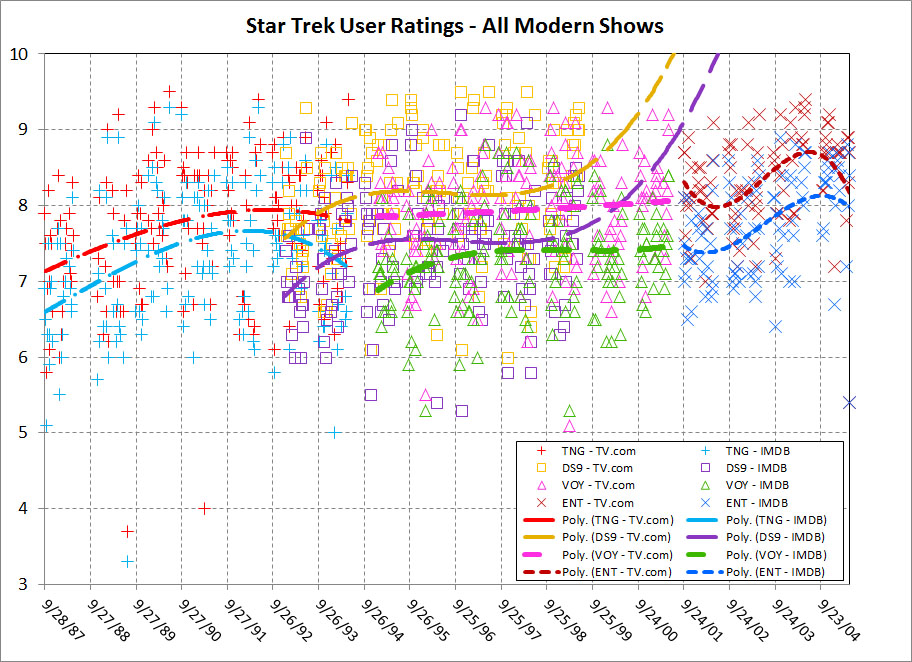 Star Trek User Ratings - All Modern Shows
10
9
8
7
6
5
4
3
TNG - TV.com TNG - IMDB
DS9 - TV.com DS9 - IMDB
VOY - TV.com VOY - IMDB
ENT - TV.com ENT - IMDB
Poly. (TNG - TV.com) Poly. (TNG - IMDB)
Poly. (DS9 - TV.com) Poly. (DS9 - IMDB)
Poly. (VOY - TV.com) Poly. (VOY - IMDB)
Poly. (ENT - TV.com) Poly. (ENT - IMDB)
9/28/87
9/27/88
9/27/89
9/27/90
9/27/91
9/26/92
9/26/93
9/26/94
9/26/95
9/25/96
9/25/97
9/25/98
9/25/99
9/24/00
9/24/01
9/24/02
9/24/03
9/23/04